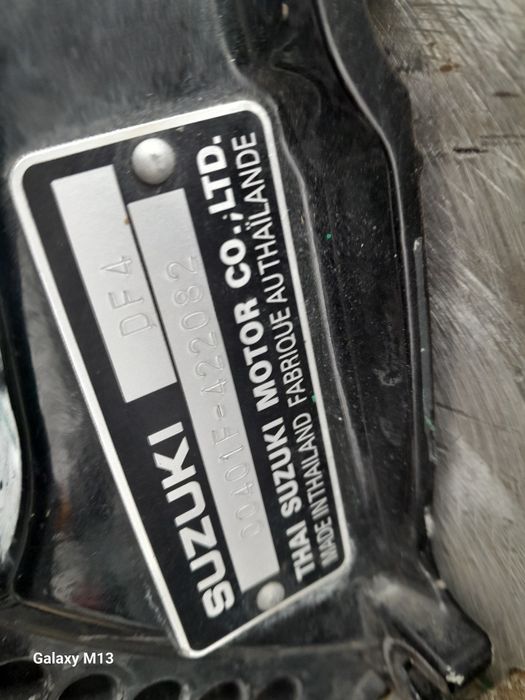 SUZUKI DF4
00401F-422082
THAI SUZUKI MOTOR CO.,LTD.
MADE IN THAILAND FABRIQUE AU THAÏLANDE
Galaxy M13